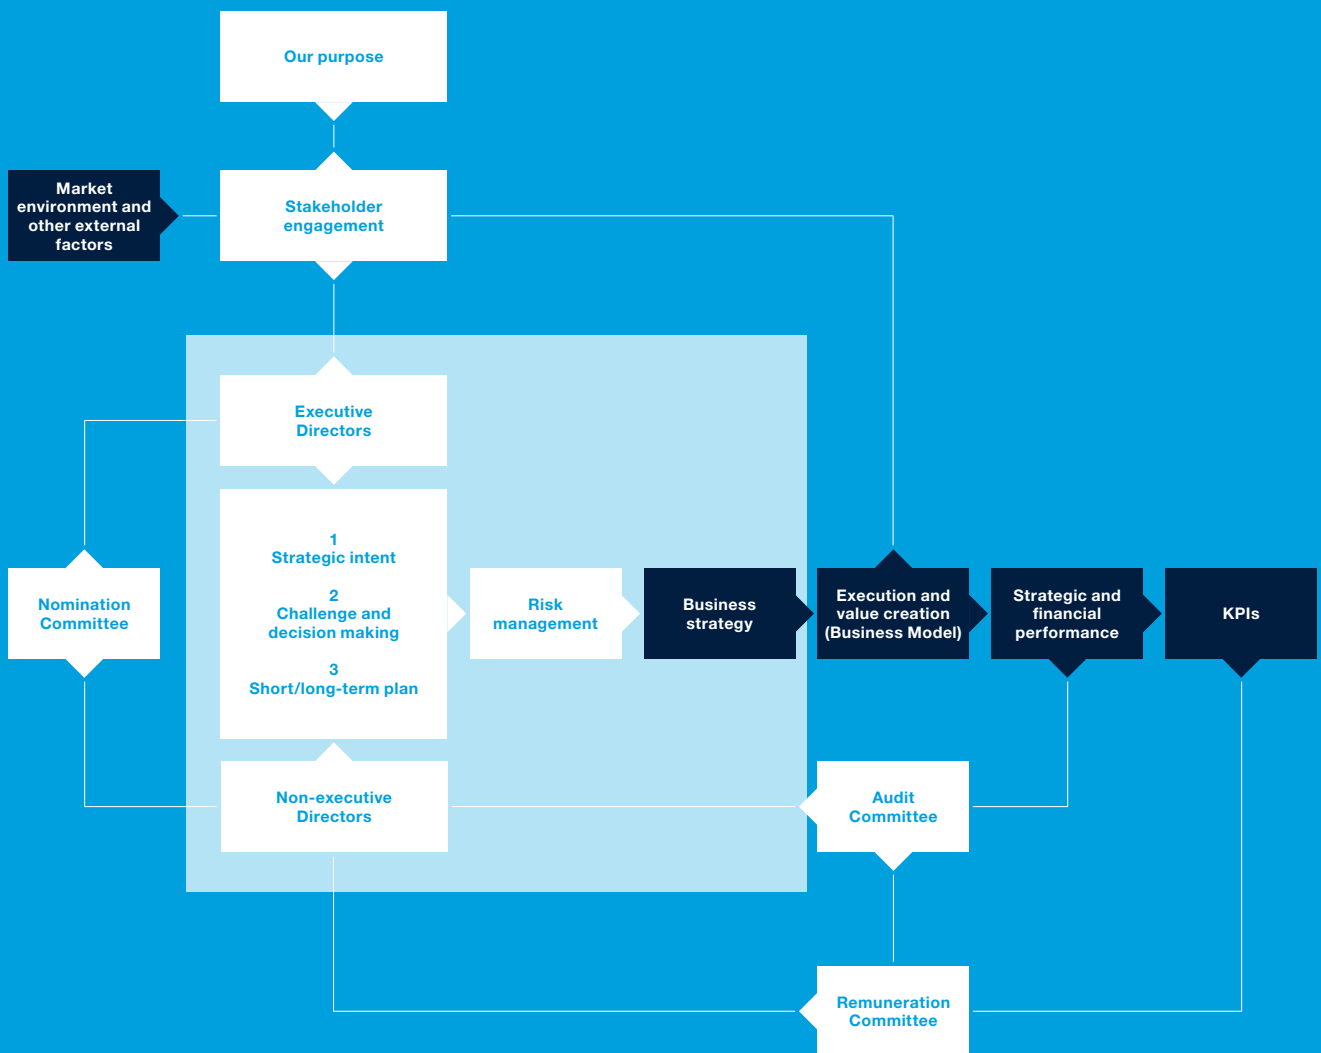 Our purpose
Market
environment and
other external
factors
Stakeholder
engagement
Executive
Directors
1
Strategic intent
2
Challenge and
decision making
3
Short/long-term plan
Nomination
Committee
Risk
management
Business
strategy
Execution and
value creation
(Business Model)
Strategic and
financial
performance
KPIs
Non-executive
Directors
Audit
Committee
Remuneration
Committee